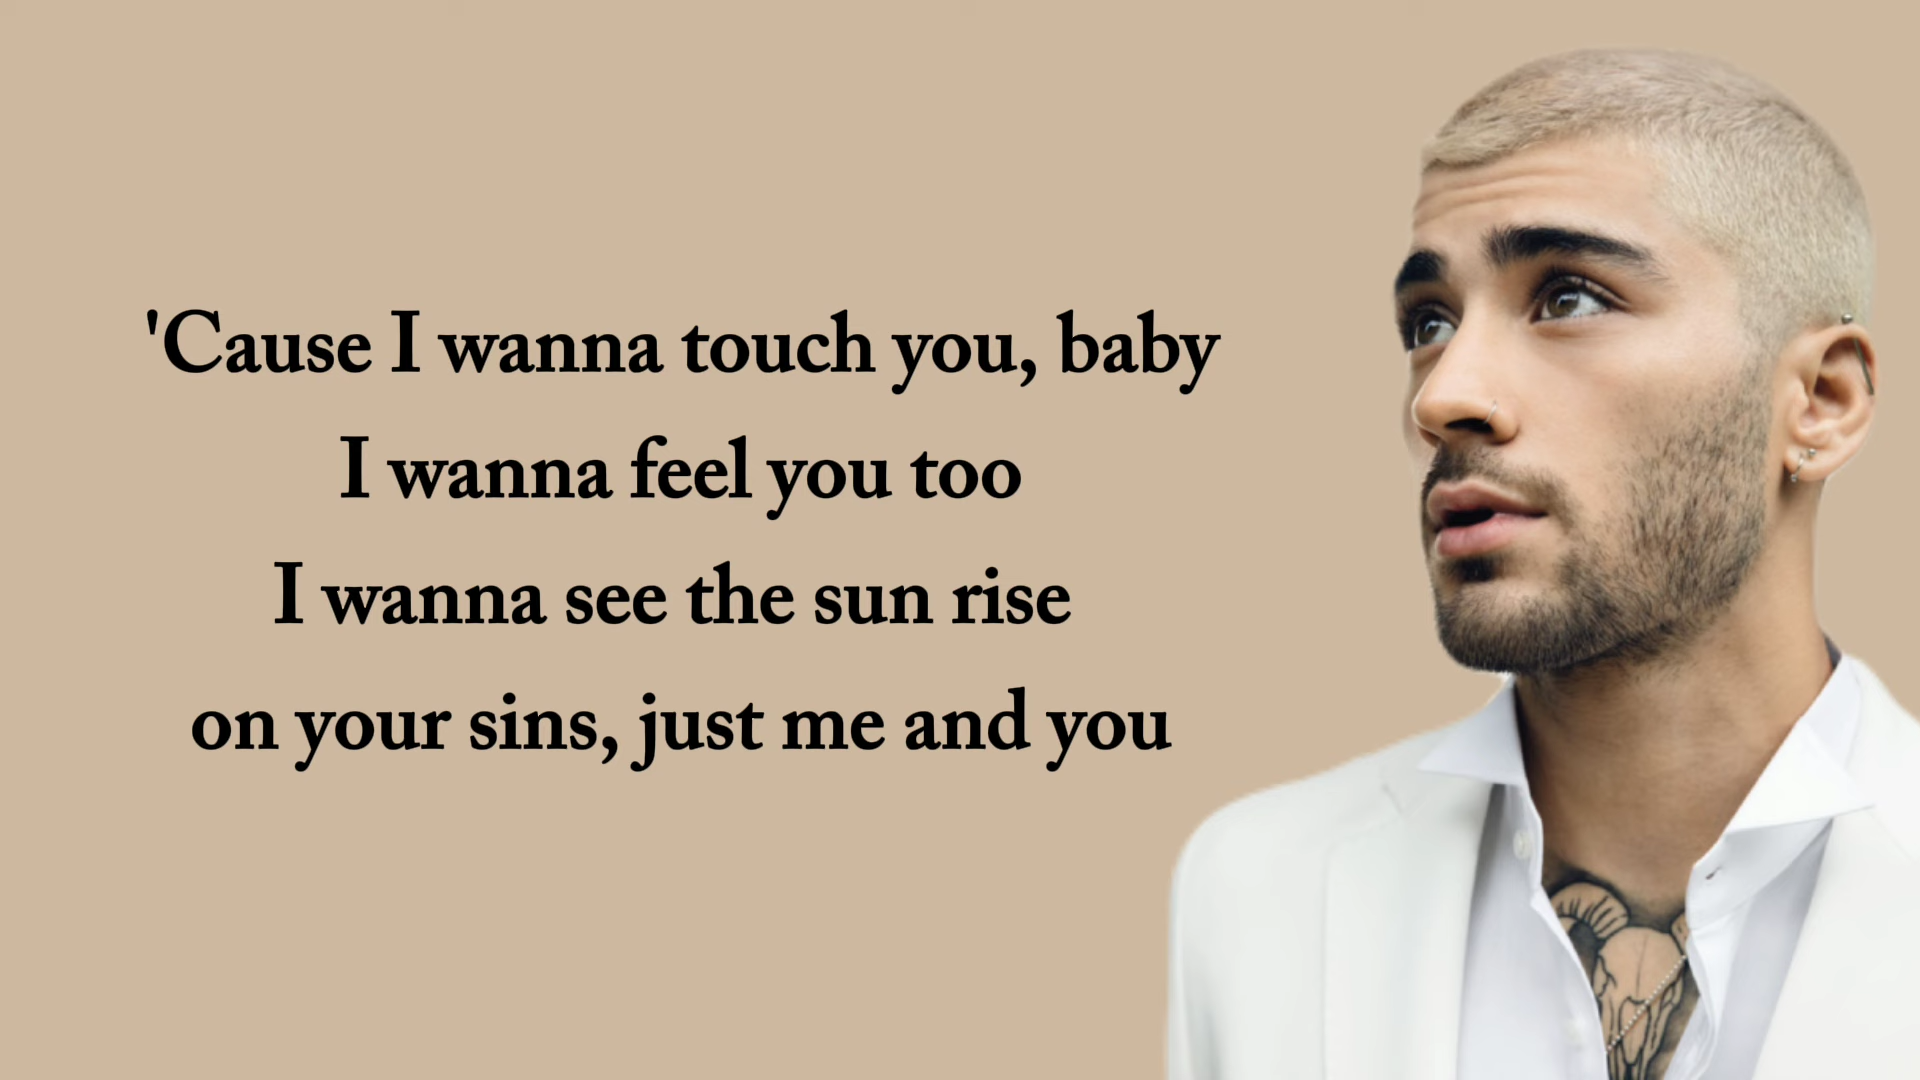 'Cause I wanna touch you, baby
I wanna feel you too
I wanna see the sun rise
on your sins, just me and you